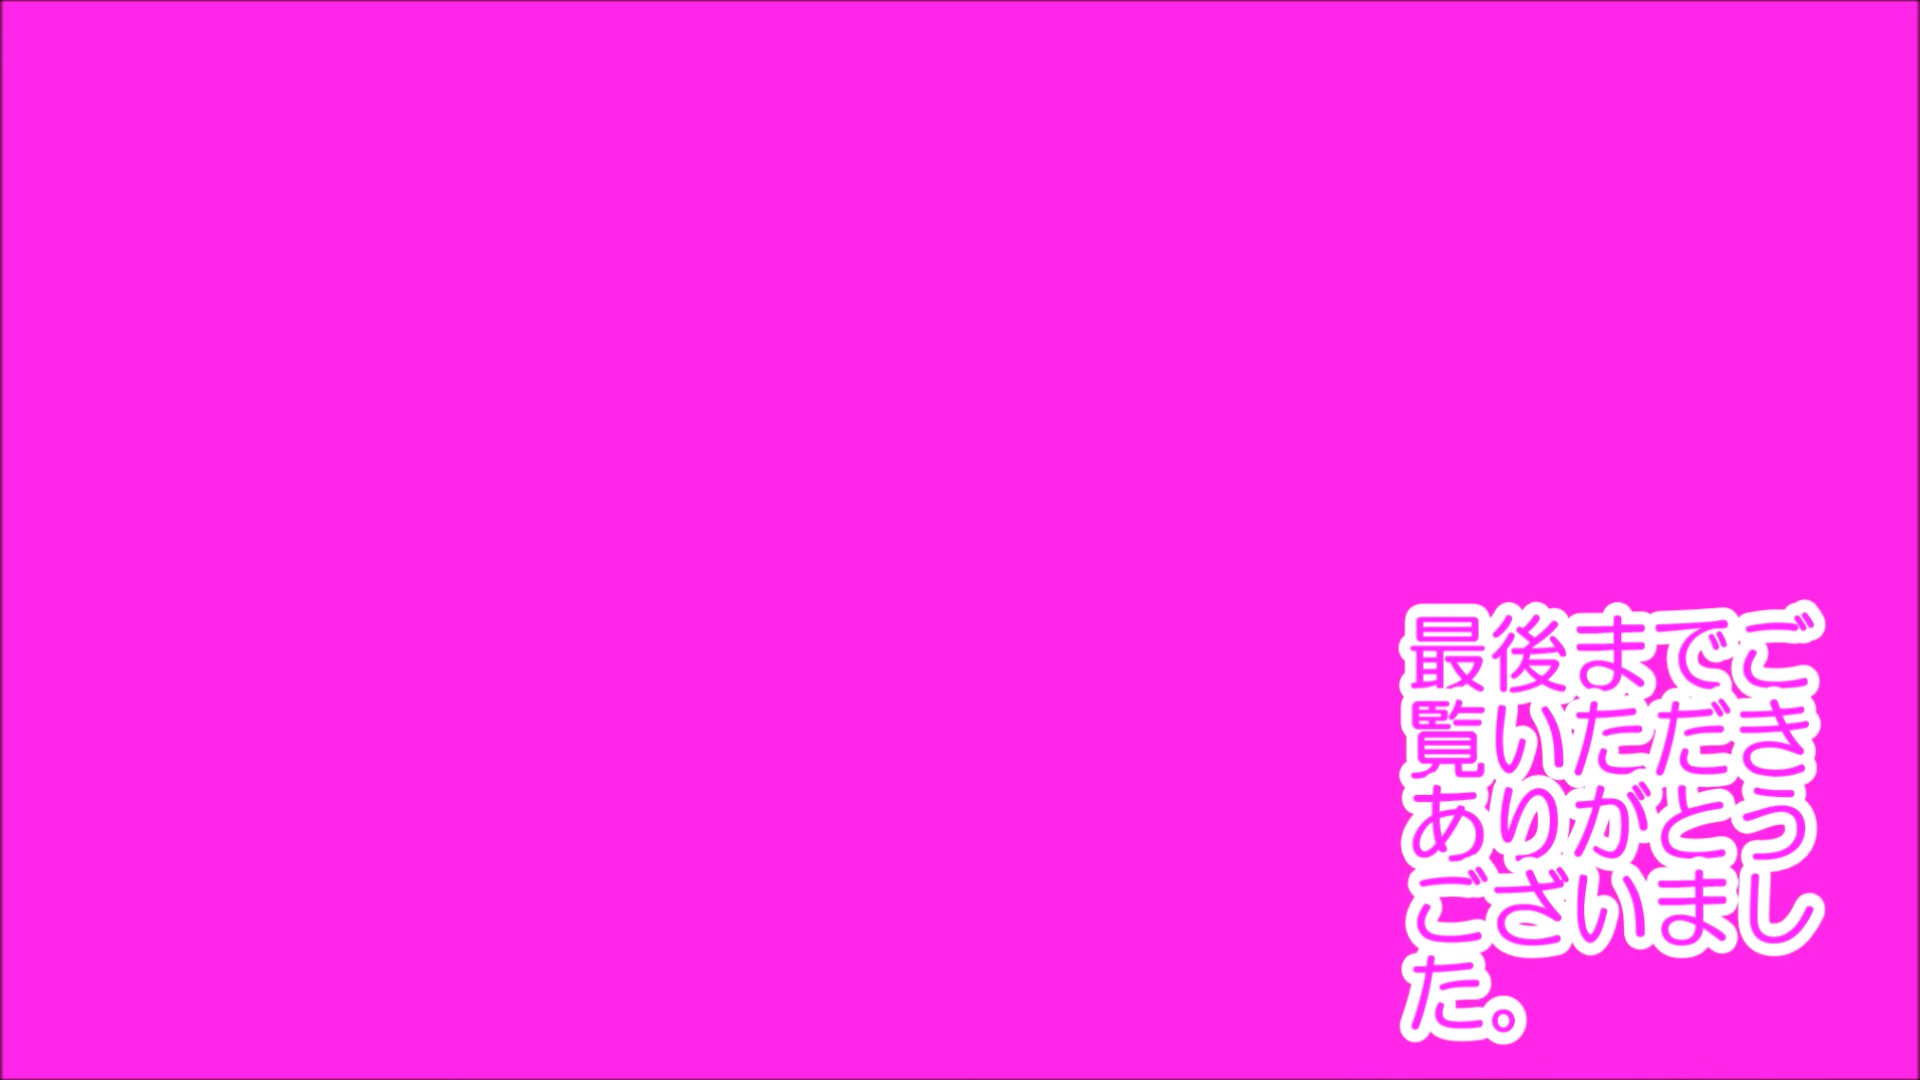 最後までご
覧いただき
ありがとう
ございまし
た。